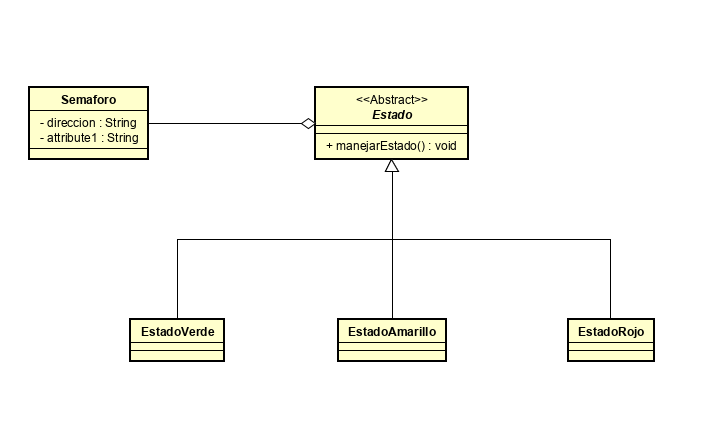 Semaforo
- direccion : String
- attribute1 : String
<<Abstract>>
Estado
+ manejarEstado() : void
EstadoVerde
EstadoAmarillo
EstadoRojo